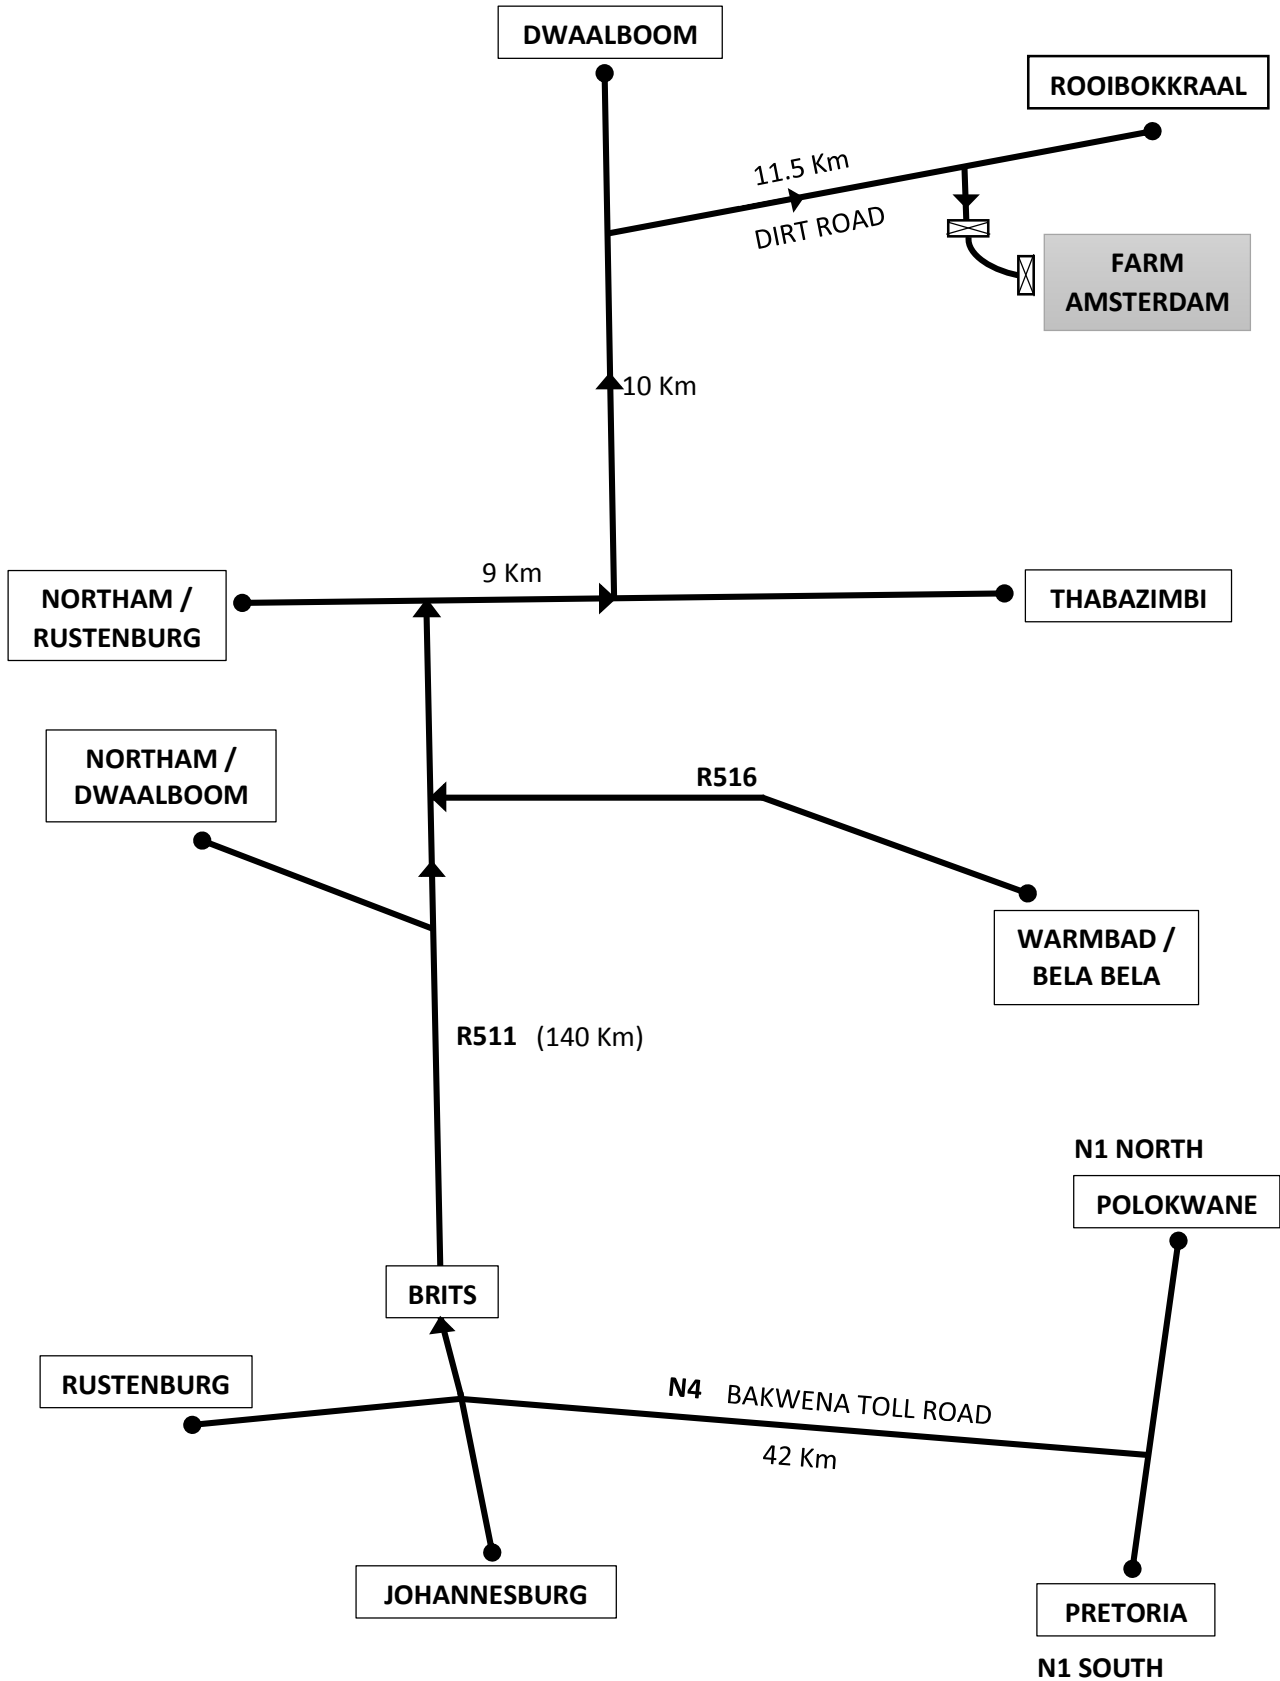 DWAALBOOM
ROOIBOKKRAAL
11.5 Km
DIRT ROAD
FARM
AMSTERDAM
10 Km
9 Km
NORTHAM /
RUSTENBURG
THABAZIMBI
NORTHAM /
DWAALBOOM
R516
WARMBAD /
BELA BELA
R511 (140 Km)
N1 NORTH
POLOKWANE
BRITS
RUSTENBURG
N4 BAKWENA TOLL ROAD
42 Km
JOHANNESBURG
PRETORIA
N1 SOUTH